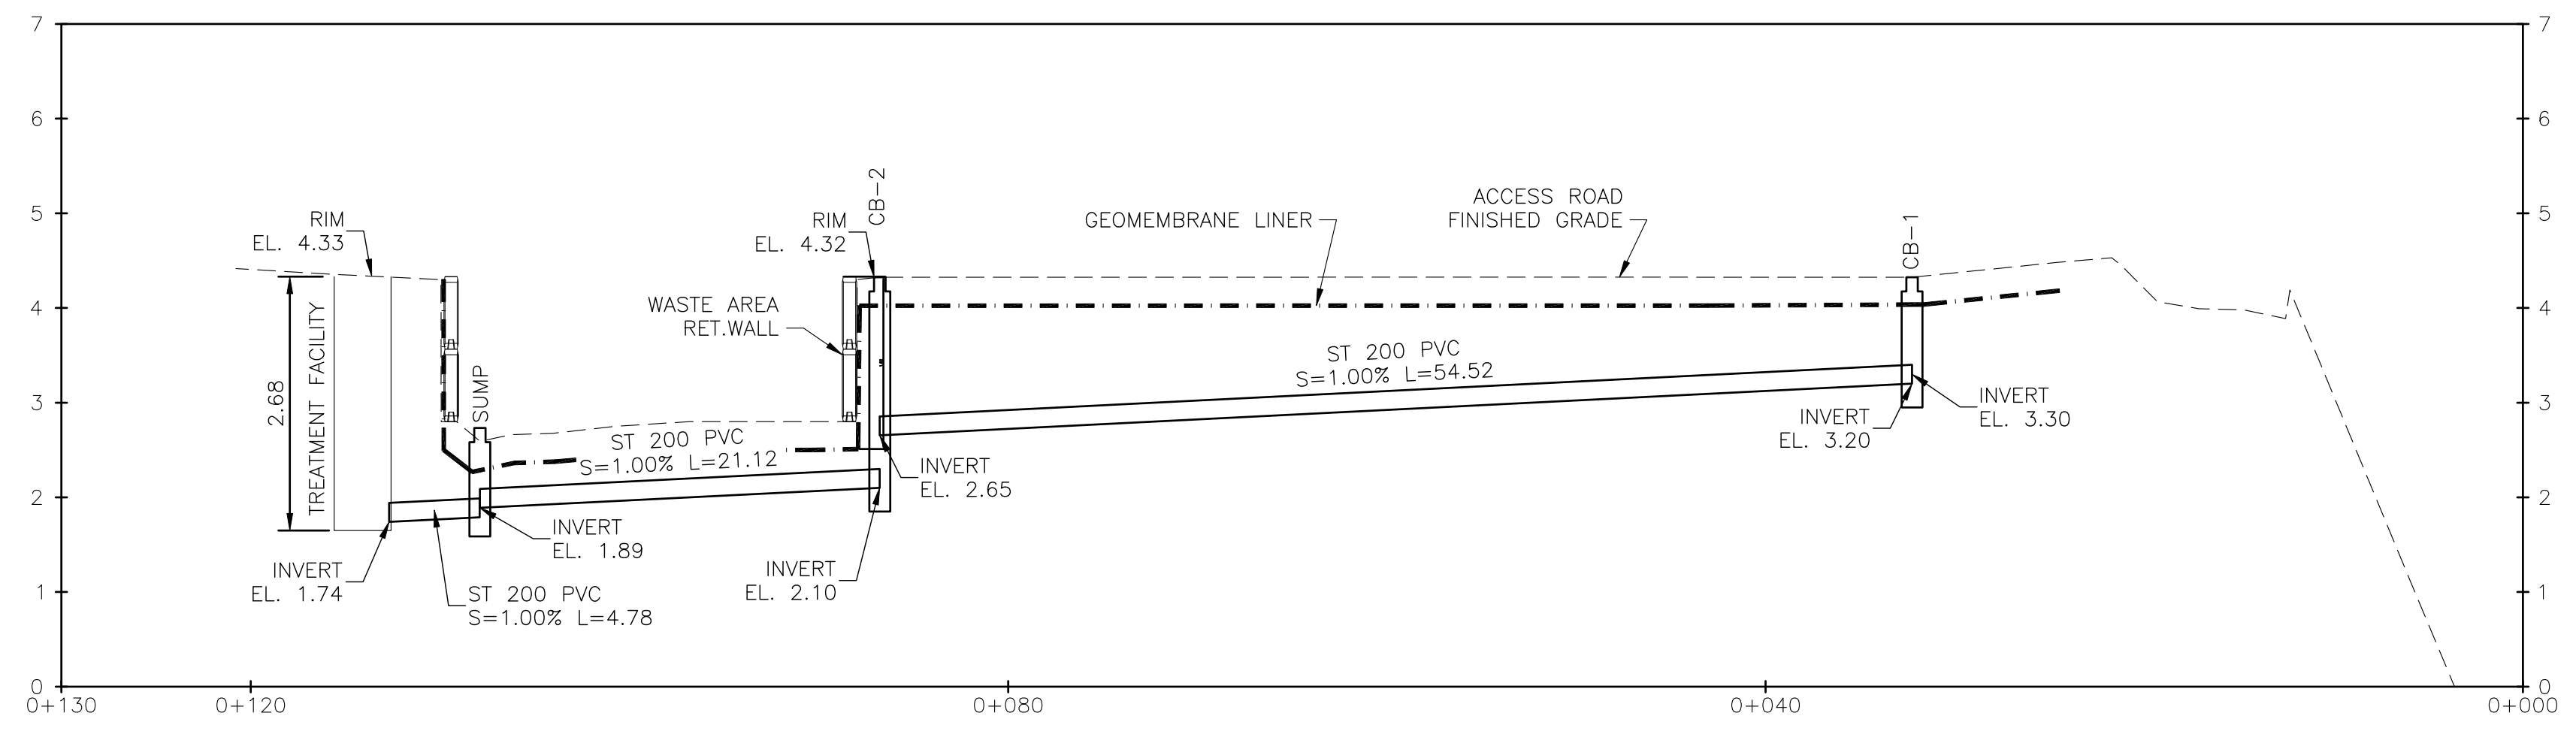 7
6
5
4
3
2
1
0
0+130
0+120
0+080
0+040
0+000
7
6
5
4
3
2
1
0
RIM
EL. 4.33
2.68
TREATMENT FACILITY
SUMP
INVERT
EL. 1.74
ST 200 PVC
S=1.00% L=4.78
INVERT
EL. 1.89
ST 200 PVC
S=1.00% L=21.12
WASTE AREA
RET.WALL
RIM
EL. 4.32
CB-2
INVERT
EL. 2.10
INVERT
EL. 2.65
GEOMEMBRANE LINER
ACCESS ROAD
FINISHED GRADE
ST 200 PVC
S=1.00% L=54.52
CB-1
INVERT
EL. 3.20
INVERT
EL. 3.30